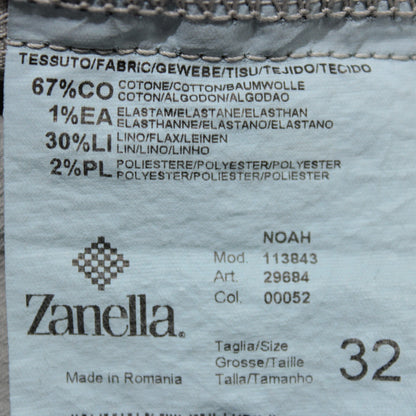 TESSUTO/FABRIC/GEWEBE/TISU/TEJIDO/TECIDO
67%CO COTONE/COTTON/BAUMWOLLE
COTON/ALGODON/ALGODAO
1%EA ELASTAM/ELASTANE/ELASTHAN
ELASTHANNE/ELASTANO/ELASTANO
30%LI LINO/FLAX/LEINEN
LIN/LINO/LINHO
2%PL POLIESTERE/POLYESTER/POLYESTER
POLYESTER/POLIESTER/POLIESTER
NOAH
Mod. 113843
Art. 29684
Col. 00052
Zanella®
Taglia/Size
Grosse/Taille
Talla/Tamanho
32
Made in Romania